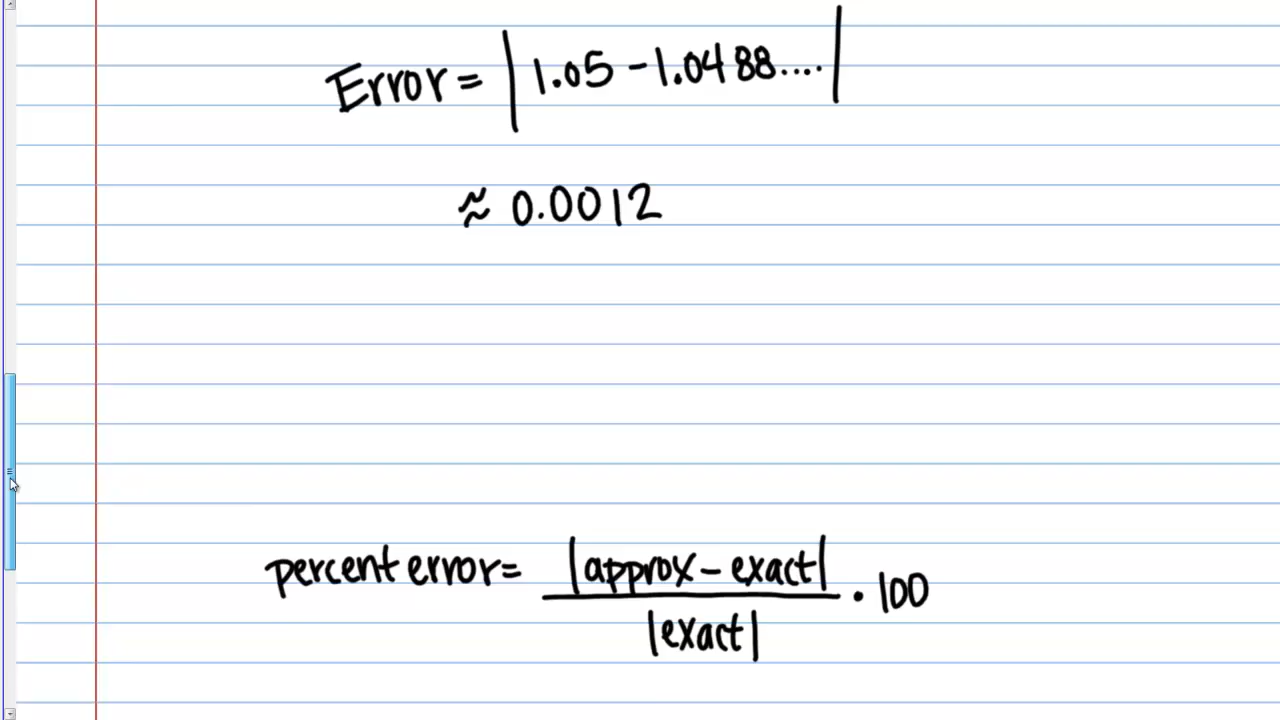 Error = | 1.05 - 1.0488.... |
≈ 0.0012
percent error = |approx - exact| / |exact| • 100